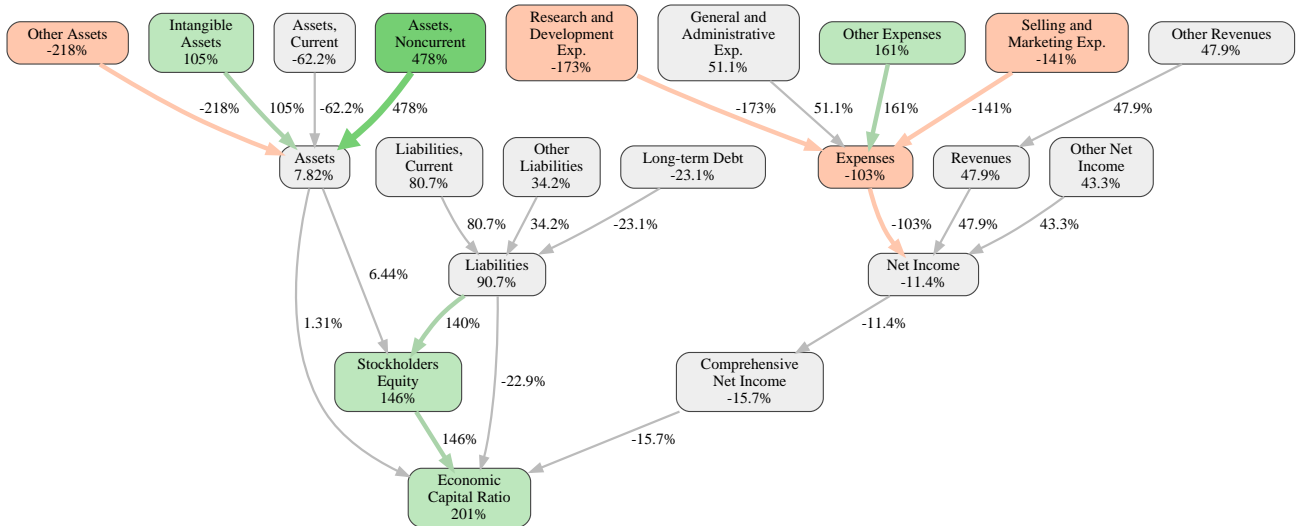 Other Assets
-218%
Intangible
Assets
105%
Assets,
Current
-62.2%
Assets,
Noncurrent
478%
Research and
Development
Exp.
-173%
General and
Administrative
Exp.
51.1%
Other Expenses
161%
Selling and
Marketing Exp.
-141%
Other Revenues
47.9%
-218%
105%
-62.2%
478%
-173%
51.1%
161%
-141%
47.9%
Assets
7.82%
Liabilities,
Current
80.7%
Other
Liabilities
34.2%
Long-term Debt
-23.1%
Expenses
-103%
Revenues
47.9%
Other Net
Income
43.3%
80.7%
34.2%
-23.1%
-103%
47.9%
43.3%
6.44%
Liabilities
90.7%
Net Income
-11.4%
1.31%
140%
-11.4%
Stockholders
Equity
146%
-22.9%
Comprehensive
Net Income
-15.7%
146%
-15.7%
Economic
Capital Ratio
201%